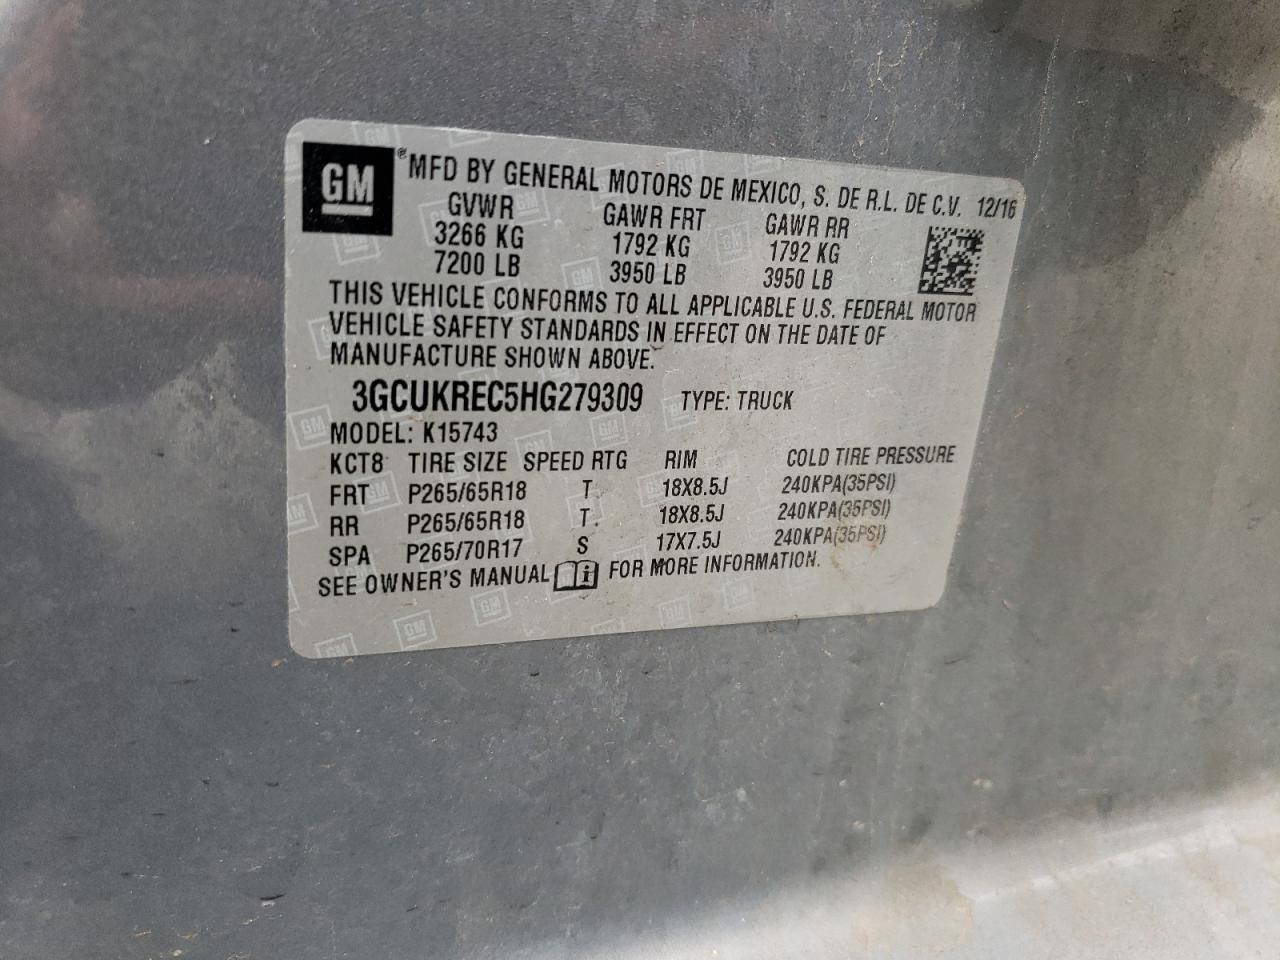 GM ® MFD BY GENERAL MOTORS DE MEXICO, S. DE R.L. DE C.V. 12/16
GVWR GAWR FRT GAWR RR
3266 KG 1792 KG 1792 KG
7200 LB 3950 LB 3950 LB
THIS VEHICLE CONFORMS TO ALL APPLICABLE U.S. FEDERAL MOTOR
VEHICLE SAFETY STANDARDS IN EFFECT ON THE DATE OF
MANUFACTURE SHOWN ABOVE.
3GCUKREC5HG279309 TYPE: TRUCK
MODEL: K15743
KCT8 TIRE SIZE SPEED RTG RIM COLD TIRE PRESSURE
FRT P265/65R18 T 18X8.5J 240KPA(35PSI)
RR P265/65R18 T 18X8.5J 240KPA(35PSI)
SPA P265/70R17 S 17X7.5J 240KPA(35PSI)
SEE OWNER'S MANUAL i FOR MORE INFORMATION.